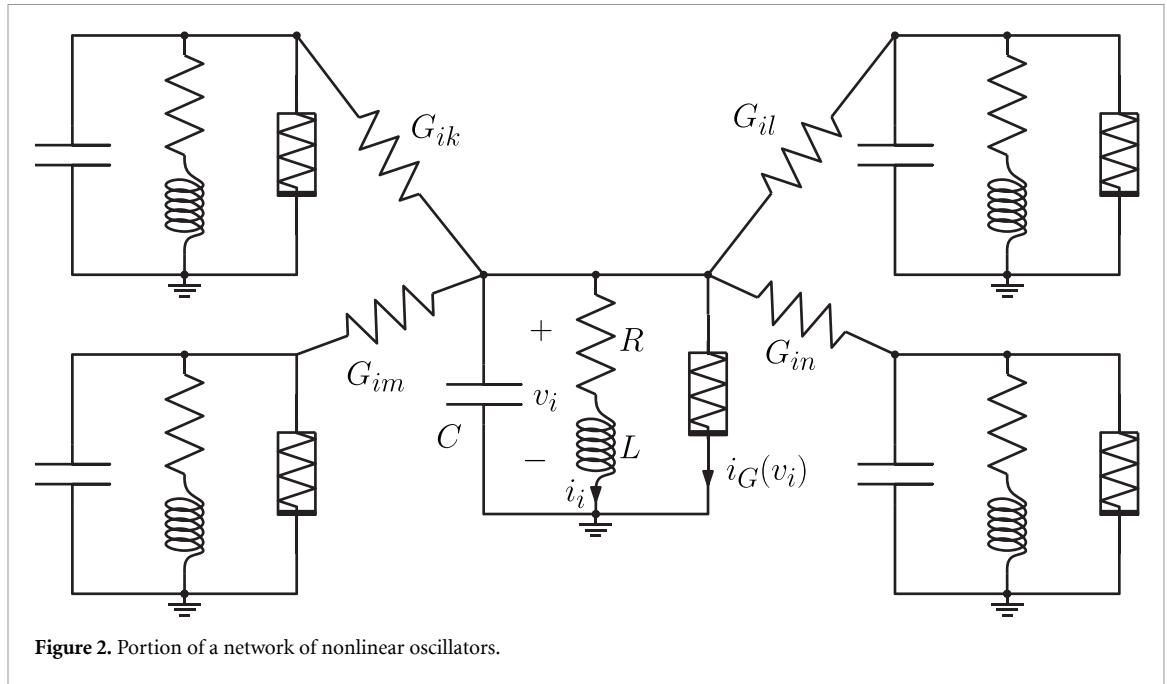 G_{ik}
G_{il}
+
R
G_{im}
G_{in}
v_i
C
L
−
i_i
i_G(v_i)
Figure 2. Portion of a network of nonlinear oscillators.